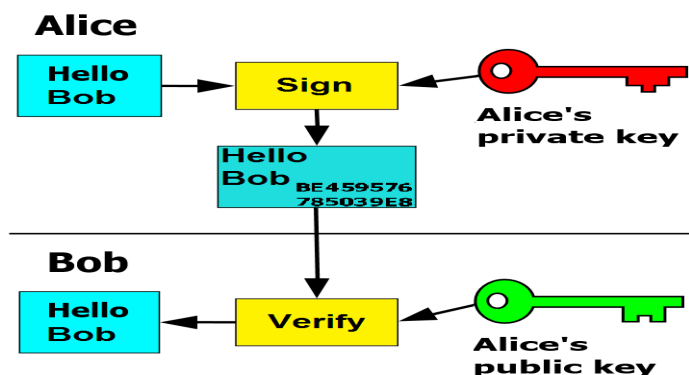 Alice
Hello
Bob
Sign
Alice's
private key
Hello
Bob
BE459576
785039E8
Bob
Hello
Bob
Verify
Alice's
public key